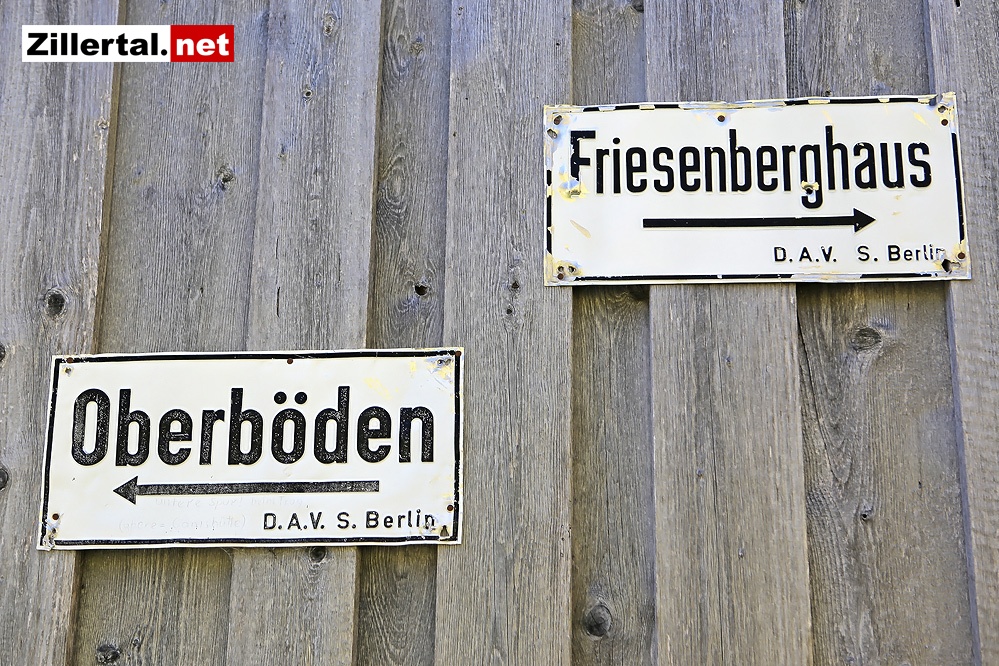 Zillertal.net
Friesenberghaus
D.A.V. S. Berlin
Oberböden
D.A.V. S. Berlin